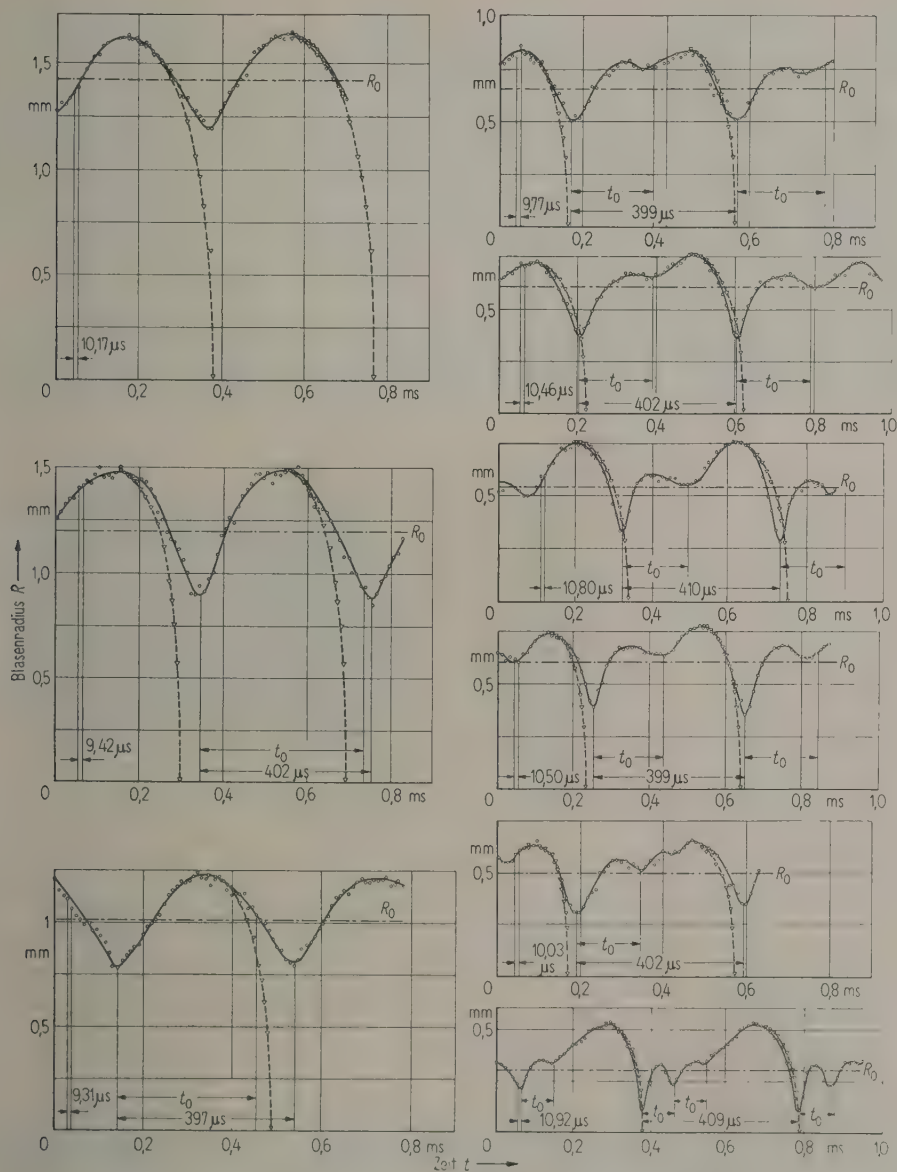 1,5
mm
1,0
0,5
R₀
10,17 µs
0
0,2
0,4
0,6
0,8 ms
1,5
mm
1,0
0,5
R₀
9,42 µs
t₀
402 µs
0
0,2
0,4
0,6
0,8 ms
Blasenradius R
1
mm
0,5
R₀
9,31 µs
t₀
397 µs
0
0,2
0,4
0,6
0,8 ms
1,0
mm
0,5
R₀
9,77 µs
t₀
t₀
399 µs
0
0,2
0,4
0,6
0,8 ms
mm
0,5
R₀
10,46 µs
t₀
t₀
402 µs
0
0,2
0,4
0,6
0,8 ms
1,0
mm
0,5
R₀
10,80 µs
t₀
t₀
410 µs
0
0,2
0,4
0,6
0,8
1,0
ms
mm
0,5
R₀
10,50 µs
t₀
t₀
399 µs
0
0,2
0,4
0,6
0,8
1,0
ms
mm
0,5
R₀
10,03
µs
t₀
402 µs
0
0,2
0,4
0,6
0,8 ms
mm
0,5
R₀
10,92 µs
t₀
t₀
t₀
t₀
409 µs
0
0,2
0,4
0,6
0,8 ms
Zeit t